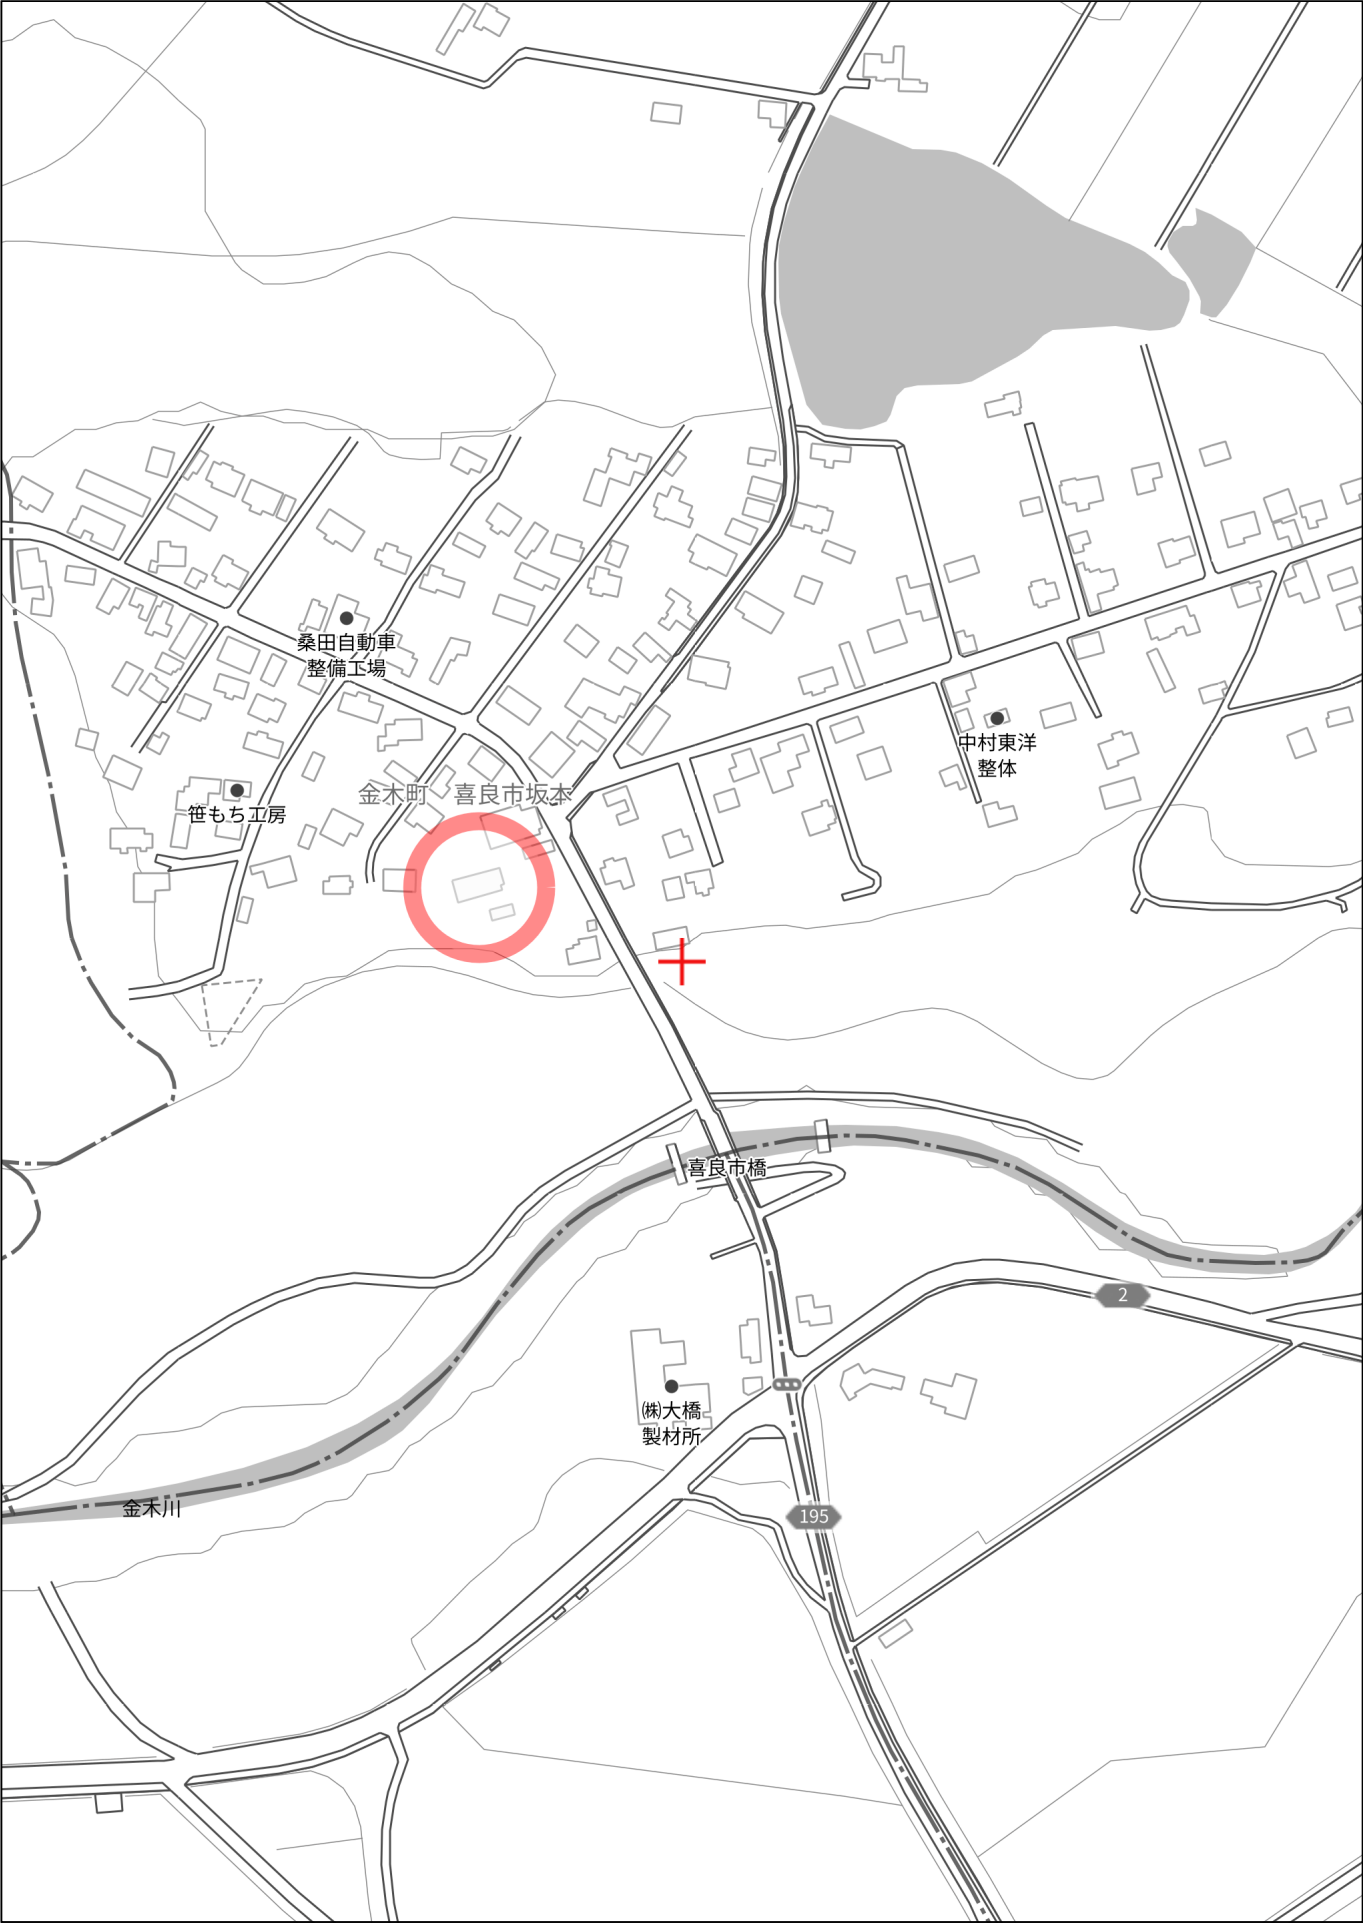 桑田自動車
整備工場
中村東洋
整体
金木町　喜良市坂本
笹もち工房
喜良市橋
2
㈱大橋
製材所
金木川
195